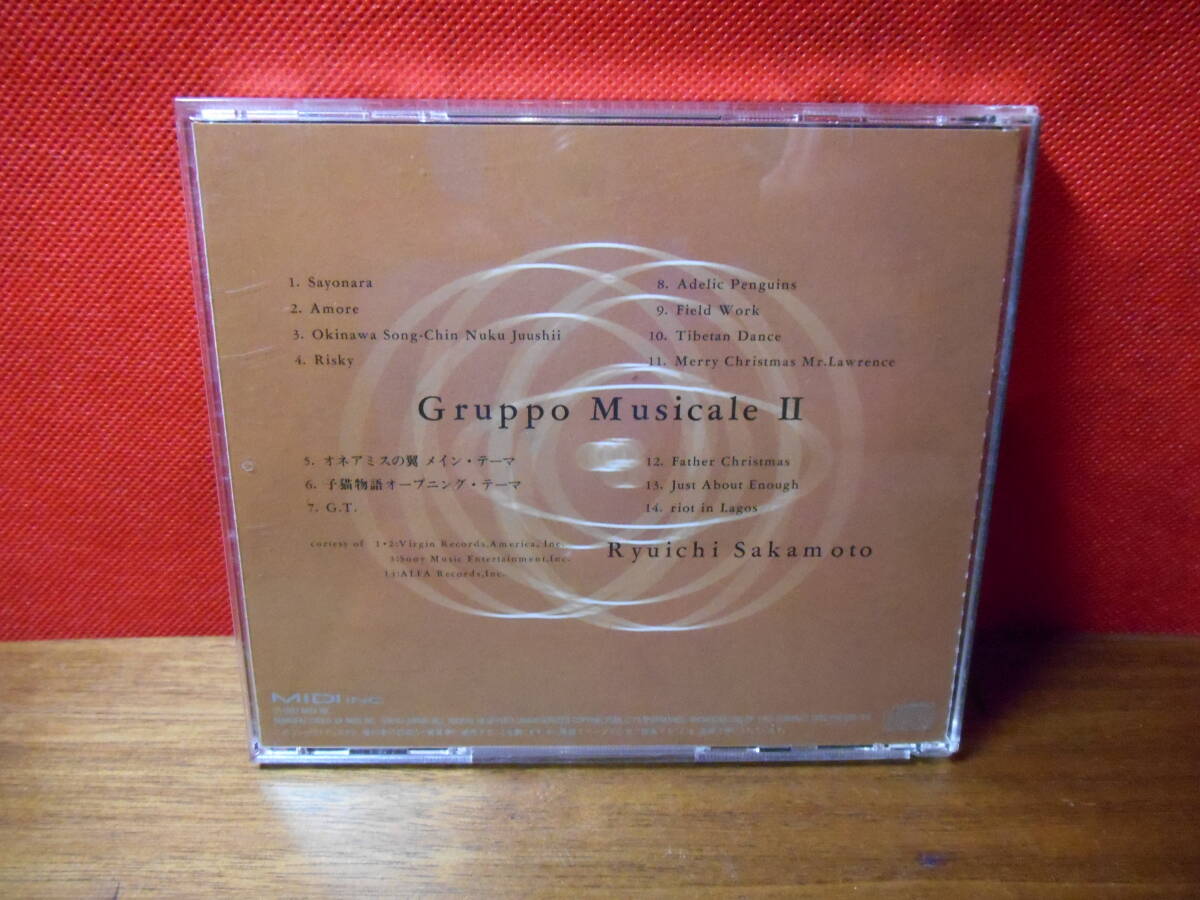 1. Sayonara
2. Amore
3. Okinawa Song-Chin Nuku Juushii
4. Risky
8. Adelic Penguins
9. Field Work
10. Tibetan Dance
11. Merry Christmas Mr.Lawrence
Gruppo Musicale II
5. オネアミスの翼 メイン・テーマ
6. 子猫物語オープニング・テーマ
7. G.T.
12. Father Christmas
13. Just About Enough
14. riot in Lagos
cortesy of 1・2:Virgin Records,America, Inc.
3:Sony Music Entertainment,Inc.
13:ALFA Records,Inc.
Ryuichi Sakamoto
MIDI INC.